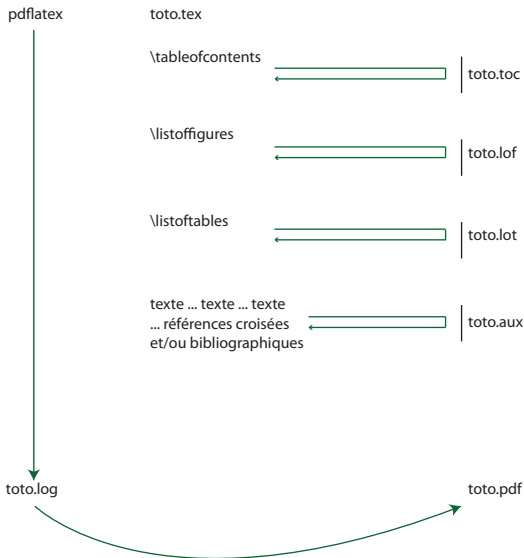 pdflatex toto.tex
\tableofcontents
toto.toc
\listoffigures
toto.lof
\listoftables
toto.lot
texte ... texte ... texte
... références croisées
toto.aux
et/ou bibliographiques
toto.log toto.pdf